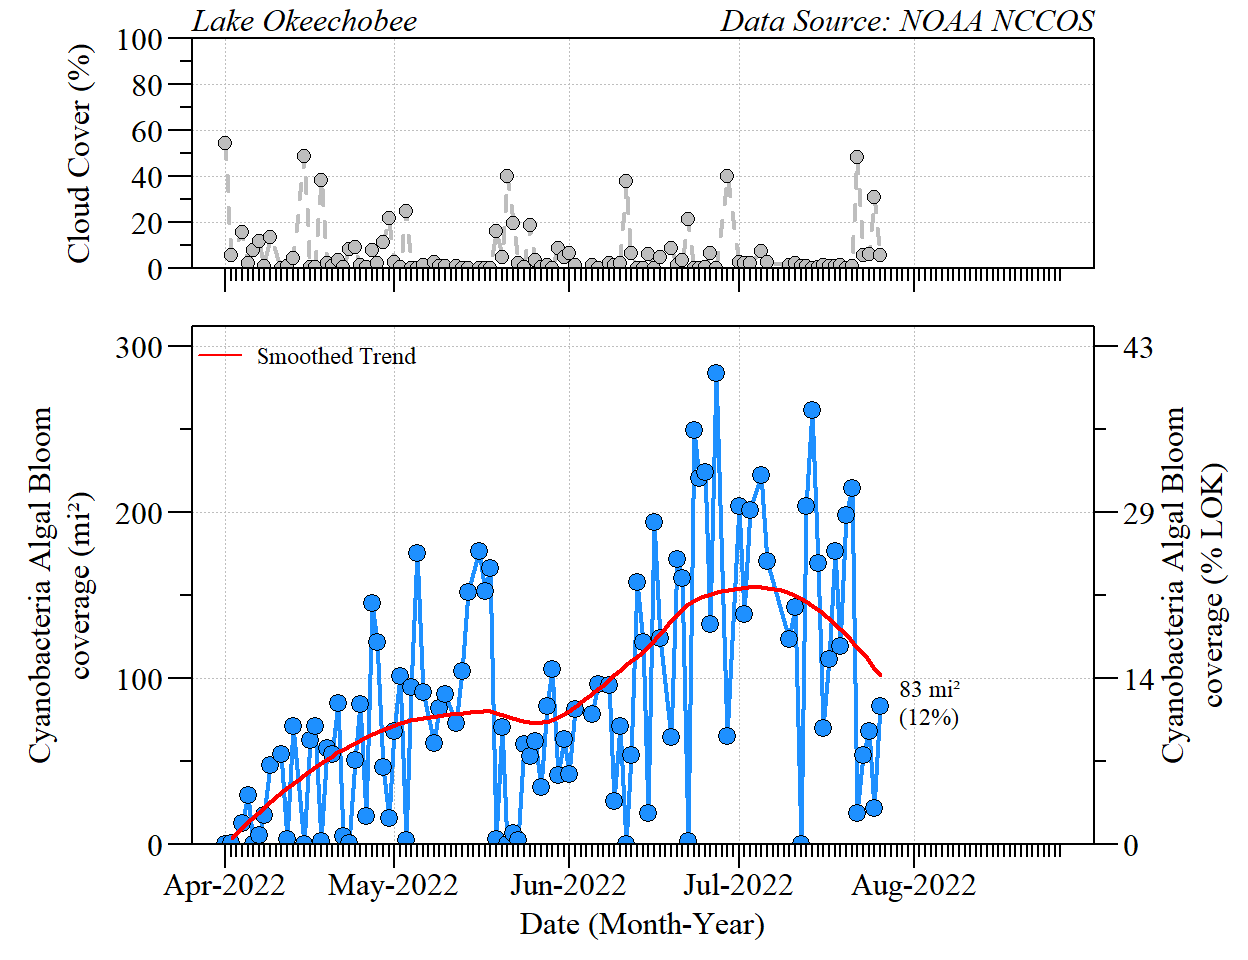 Lake Okeechobee
Data Source: NOAA NCCOS
Cloud Cover (%)
100
80
60
40
20
0
Smoothed Trend
Cyanobacteria Algal Bloom
coverage (mi²)
300
200
100
0
43
29
14
0
Cyanobacteria Algal Bloom
coverage (% LOK)
83 mi²
(12%)
Apr-2022 May-2022 Jun-2022 Jul-2022 Aug-2022
Date (Month-Year)